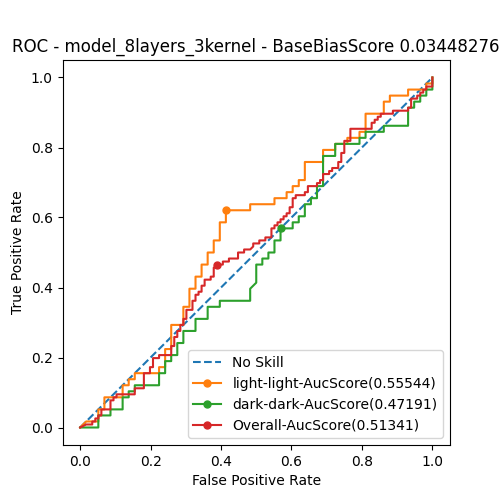 ROC - model_8layers_3kernel - BaseBiasScore 0.03448276
1.0
0.8
0.6
0.4
0.2
0.0
True Positive Rate
No Skill
light-light-AucScore(0.55544)
dark-dark-AucScore(0.47191)
Overall-AucScore(0.51341)
0.0 0.2 0.4 0.6 0.8 1.0
False Positive Rate